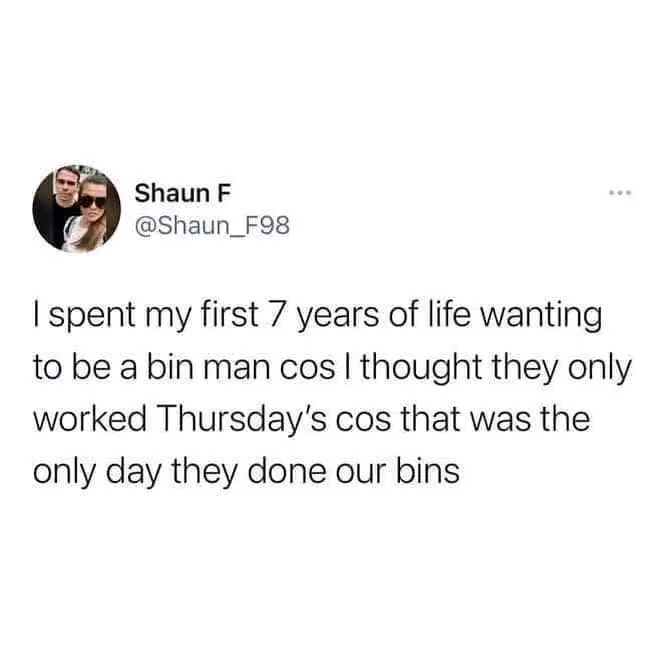 Shaun F
@Shaun_F98
I spent my first 7 years of life wanting
to be a bin man cos I thought they only
worked Thursday's cos that was the
only day they done our bins